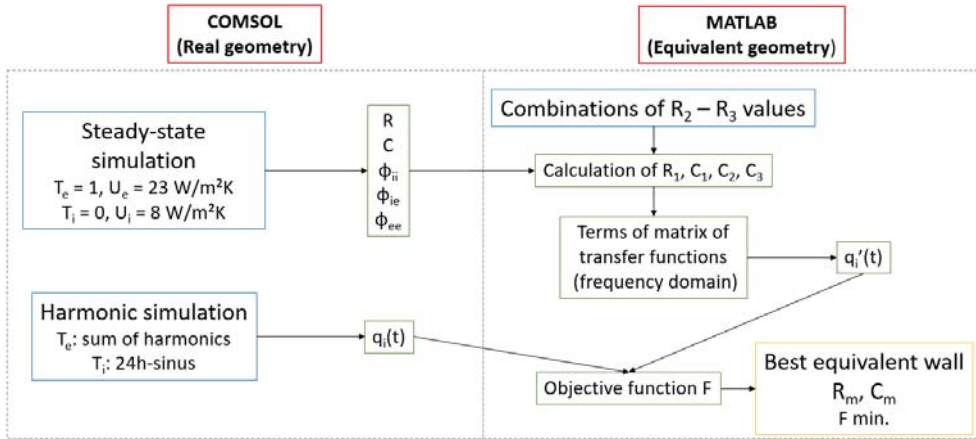 COMSOL
(Real geometry)
MATLAB
(Equivalent geometry)
Steady-state
simulation
Tₑ = 1, Uₑ = 23 W/m²K
Tᵢ = 0, Uᵢ = 8 W/m²K
R
C
ϕᵢᵢ
ϕᵢₑ
ϕₑₑ
Combinations of R₂ – R₃ values
Calculation of R₁, C₁, C₂, C₃
Terms of matrix of
transfer functions
(frequency domain)
qᵢ’(t)
Harmonic simulation
Tₑ: sum of harmonics
Tᵢ: 24h-sinus
qᵢ(t)
Objective function F
Best equivalent wall
Rₘ, Cₘ
F min.